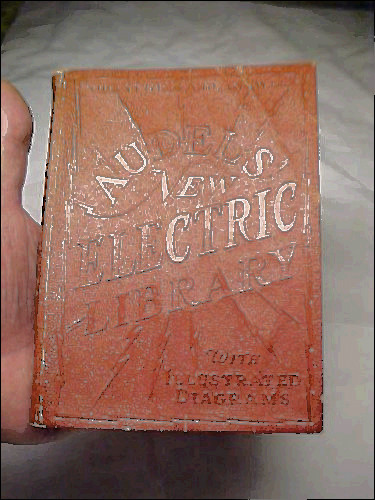 AUDELS
NEW
ELECTRIC
LIBRARY
WITH
ILLUSTRATED
DIAGRAMS